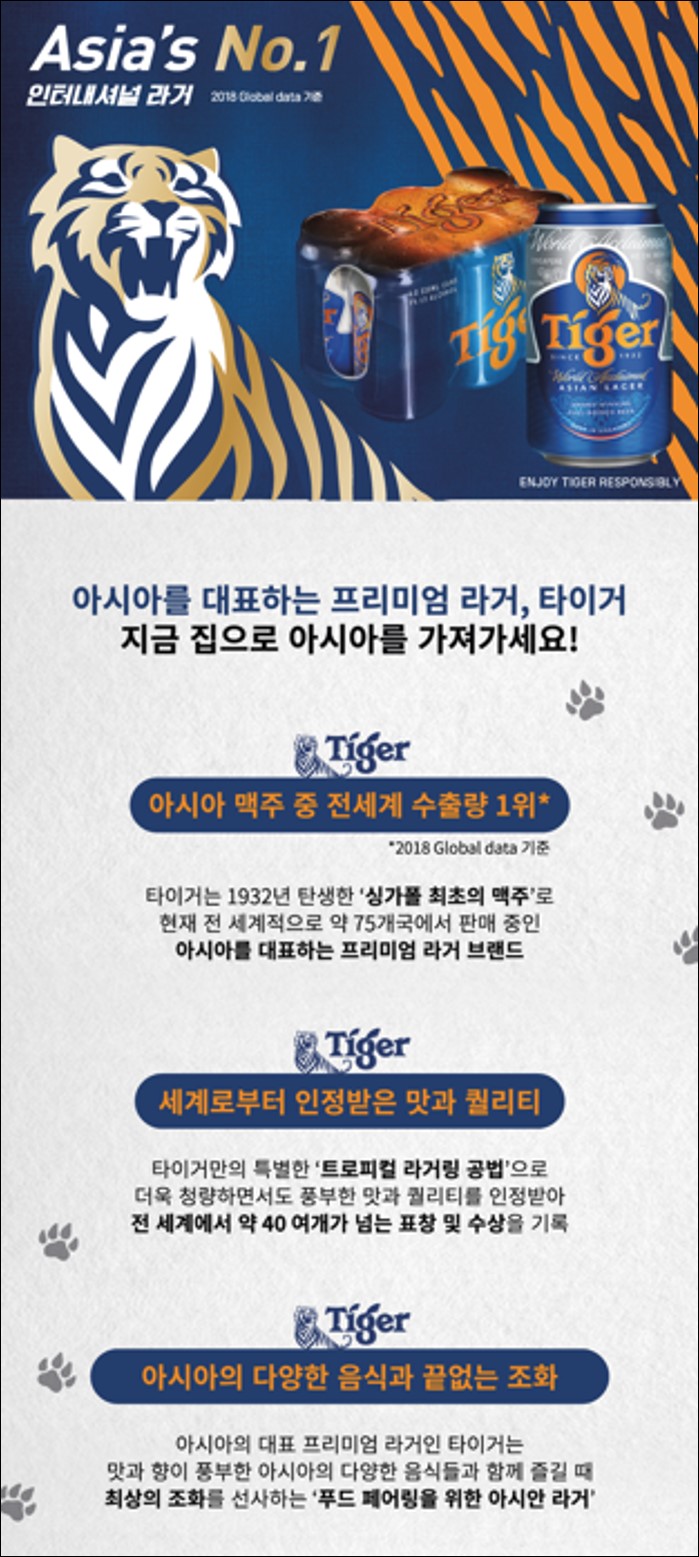 Asia's No.1
인터내셔널 라거 2018 Global data 기준
Tiger
Tiger
World Acclaimed
Tiger
SINCE 1932
World Acclaimed
ASIAN LAGER
ENJOY TIGER RESPONSIBLY
아시아를 대표하는 프리미엄 라거, 타이거
지금 집으로 아시아를 가져가세요!
Tiger
아시아 맥주 중 전세계 수출량 1위*
*2018 Global data 기준
타이거는 1932년 탄생한 '싱가폴 최초의 맥주'로
현재 전 세계적으로 약 75개국에서 판매 중인
아시아를 대표하는 프리미엄 라거 브랜드
Tiger
세계로부터 인정받은 맛과 퀄리티
타이거만의 특별한 '트로피컬 라거링 공법'으로
더욱 청량하면서도 풍부한 맛과 퀄리티를 인정받아
전 세계에서 약 40 여개가 넘는 표창 및 수상을 기록
Tiger
아시아의 다양한 음식과 끝없는 조화
아시아의 대표 프리미엄 라거인 타이거는
맛과 향이 풍부한 아시아의 다양한 음식들과 함께 즐길 때
최상의 조화를 선사하는 '푸드 페어링을 위한 아시안 라거'